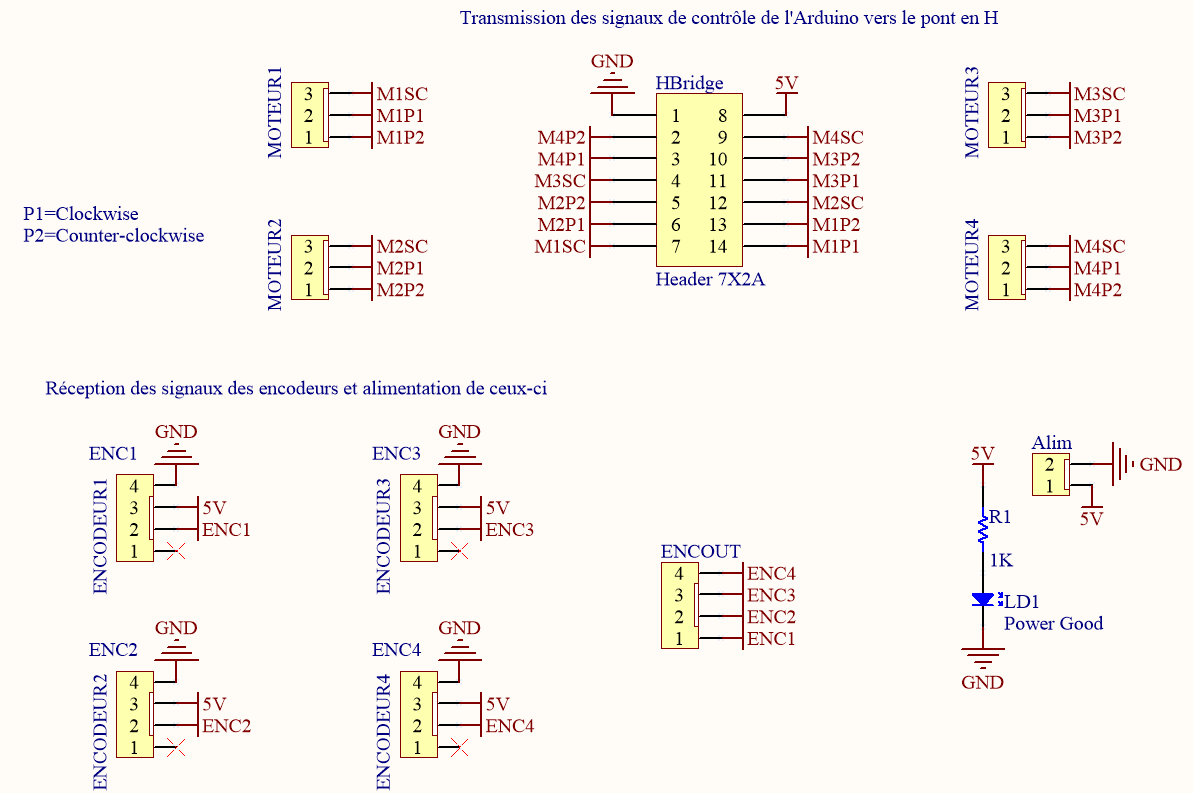 Transmission des signaux de contrôle de l'Arduino vers le pont en H
MOTEUR1
3 M1SC
2 M1P1
1 M1P2
GND
HBridge
5V
1 8
M4P2 2 9 M4SC
M4P1 3 10 M3P2
M3SC 4 11 M3P1
M2P2 5 12 M2SC
M2P1 6 13 M1P2
M1SC 7 14 M1P1
Header 7X2A
MOTEUR3
3 M3SC
2 M3P1
1 M3P2
P1=Clockwise
P2=Counter-clockwise
MOTEUR2
3 M2SC
2 M2P1
1 M2P2
MOTEUR4
3 M4SC
2 M4P1
1 M4P2
Réception des signaux des encodeurs et alimentation de ceux-ci
GND
ENC1
ENCODEUR1
4
3 5V
2 ENC1
1
GND
ENC3
ENCODEUR3
4
3 5V
2 ENC3
1
GND
ENC2
ENCODEUR2
4
3 5V
2 ENC2
1
GND
ENC4
ENCODEUR4
4
3 5V
2 ENC4
1
ENCOUT
4 ENC4
3 ENC3
2 ENC2
1 ENC1
5V
R1
1K
LD1
Power Good
GND
Alim
2 GND
1
5V